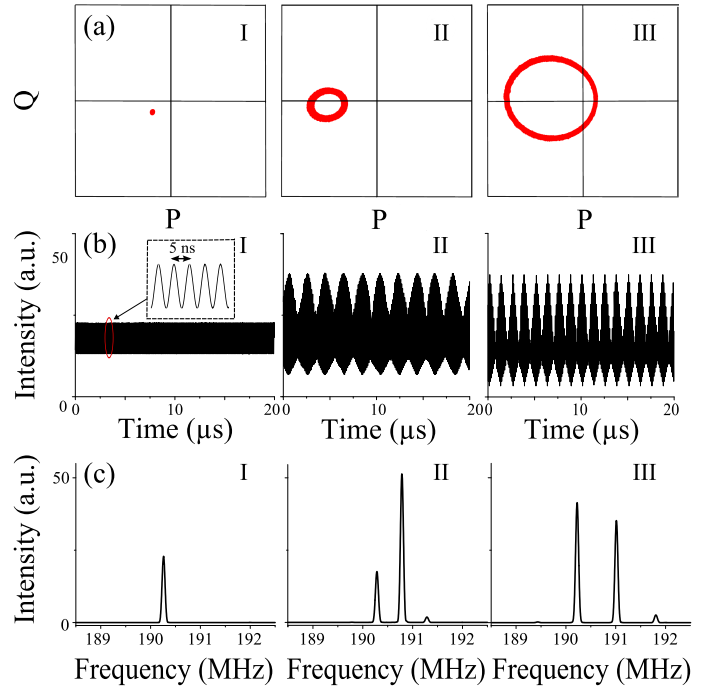 (a) I II III
Q
P P P
(b) I II III
5 ns
50
Intensity (a.u.)
0
0 10 20 0 10 20 0 10 20
Time (µs) Time (µs) Time (µs)
(c) I II III
50
Intensity (a.u.)
0
189 190 191 192 189 190 191 192 189 190 191 192
Frequency (MHz) Frequency (MHz) Frequency (MHz)